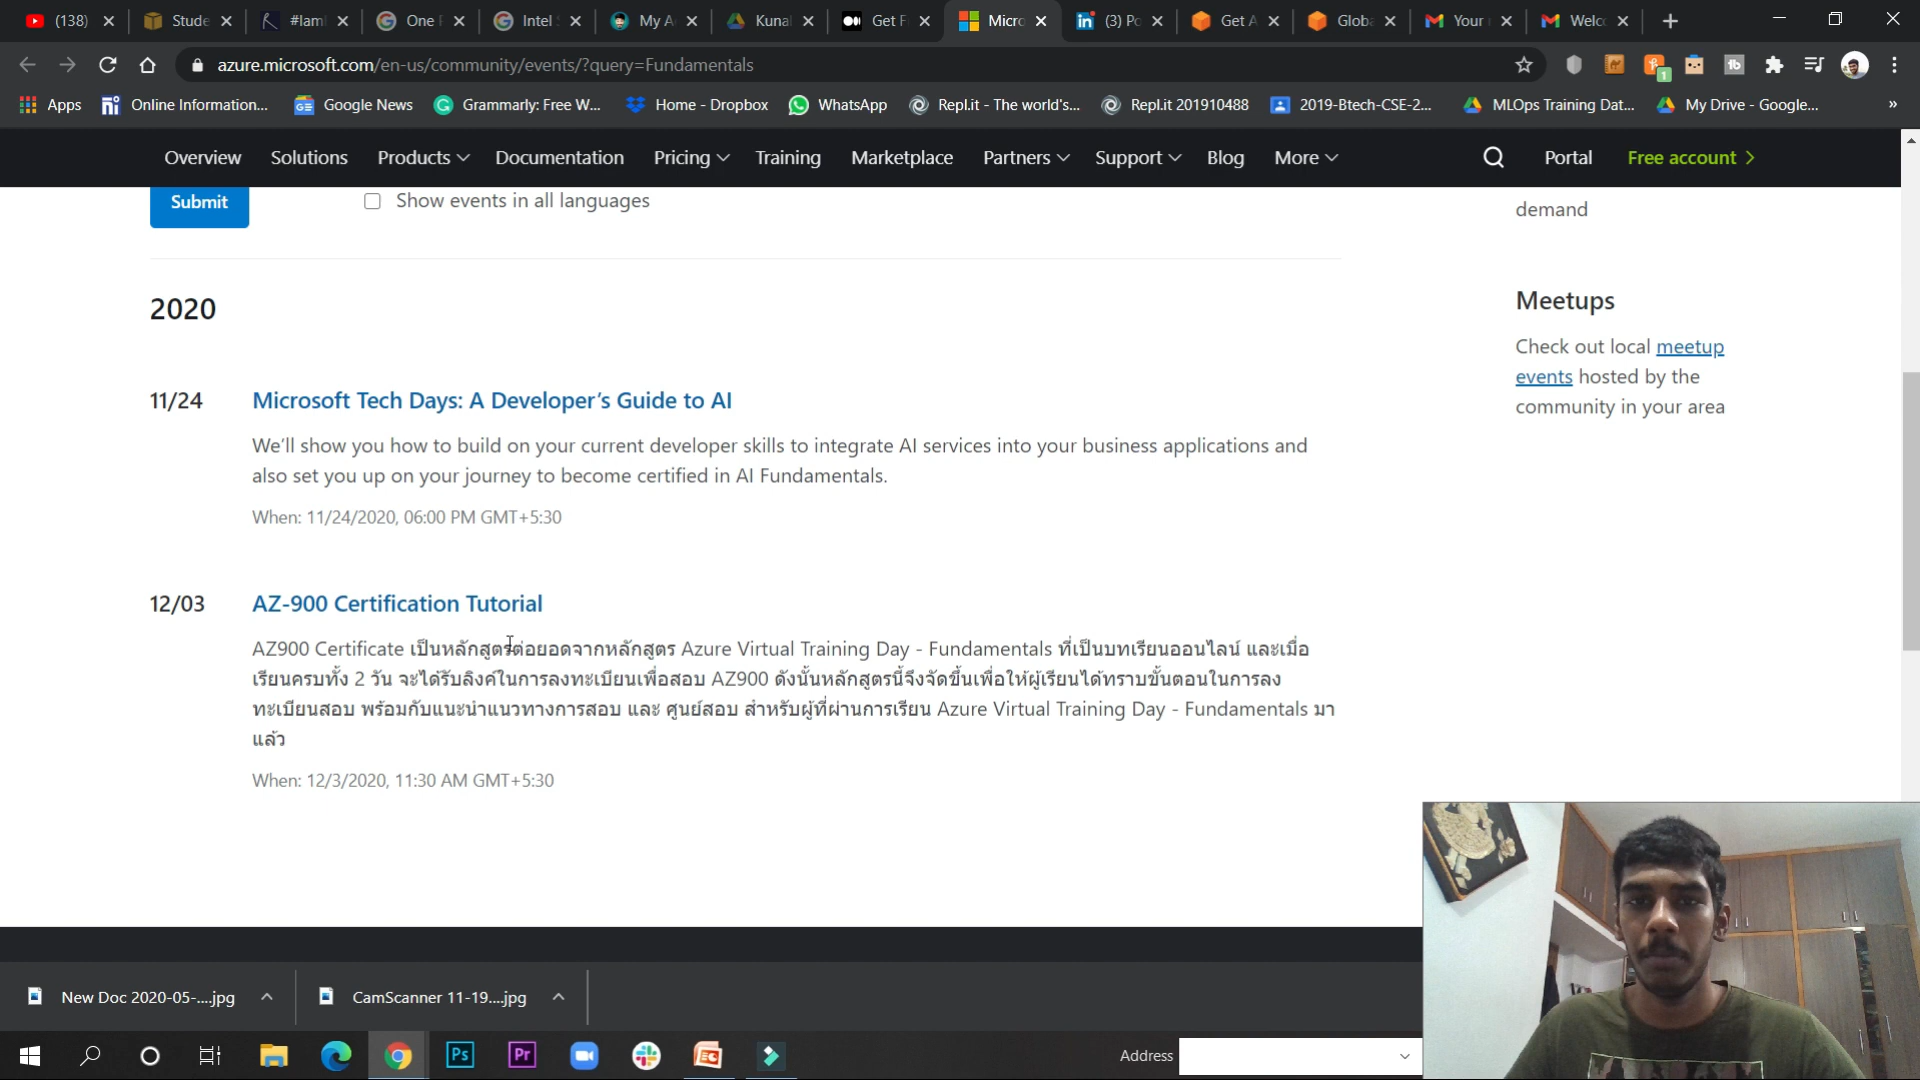 (138)
Stude
#laml
One P
Intel
My A
Kunal
Get F
Micro
(3) Po
Get A
Globa
Your
Welc
azure.microsoft.com/en-us/community/events/?query=Fundamentals
1
Apps
Online Information...
Google News
Grammarly: Free W...
Home - Dropbox
WhatsApp
Repl.it - The world's...
Repl.it 201910488
2019-Btech-CSE-2...
MLOps Training Dat...
My Drive - Google...
»
Overview Solutions Products Documentation Pricing Training Marketplace Partners Support Blog More Portal Free account
Submit
Show events in all languages
demand
2020
Meetups
Check out local meetup
events hosted by the
community in your area
11/24 Microsoft Tech Days: A Developer's Guide to AI
We'll show you how to build on your current developer skills to integrate AI services into your business applications and
also set you up on your journey to become certified in AI Fundamentals.
When: 11/24/2020, 06:00 PM GMT+5:30
12/03 AZ-900 Certification Tutorial
AZ900 Certificate เป็นหลักสูตรต่อยอดจากหลักสูตร Azure Virtual Training Day - Fundamentals ที่เป็นบทเรียนออนไลน์ และเมื่อ
เรียนครบทั้ง 2 วัน จะได้รับลิงค์ในการลงทะเบียนเพื่อสอบ AZ900 ดังนั้นหลักสูตรนี้จึงจัดขึ้นเพื่อให้ผู้เรียนได้ทราบขั้นตอนในการลง
ทะเบียนสอบ พร้อมกับแนะนำแนวทางการสอบ และ ศูนย์สอบ สำหรับผู้ที่ผ่านการเรียน Azure Virtual Training Day - Fundamentals มา
แล้ว
When: 12/3/2020, 11:30 AM GMT+5:30
New Doc 2020-05-....jpg
CamScanner 11-19....jpg
Ps
Pr
Address